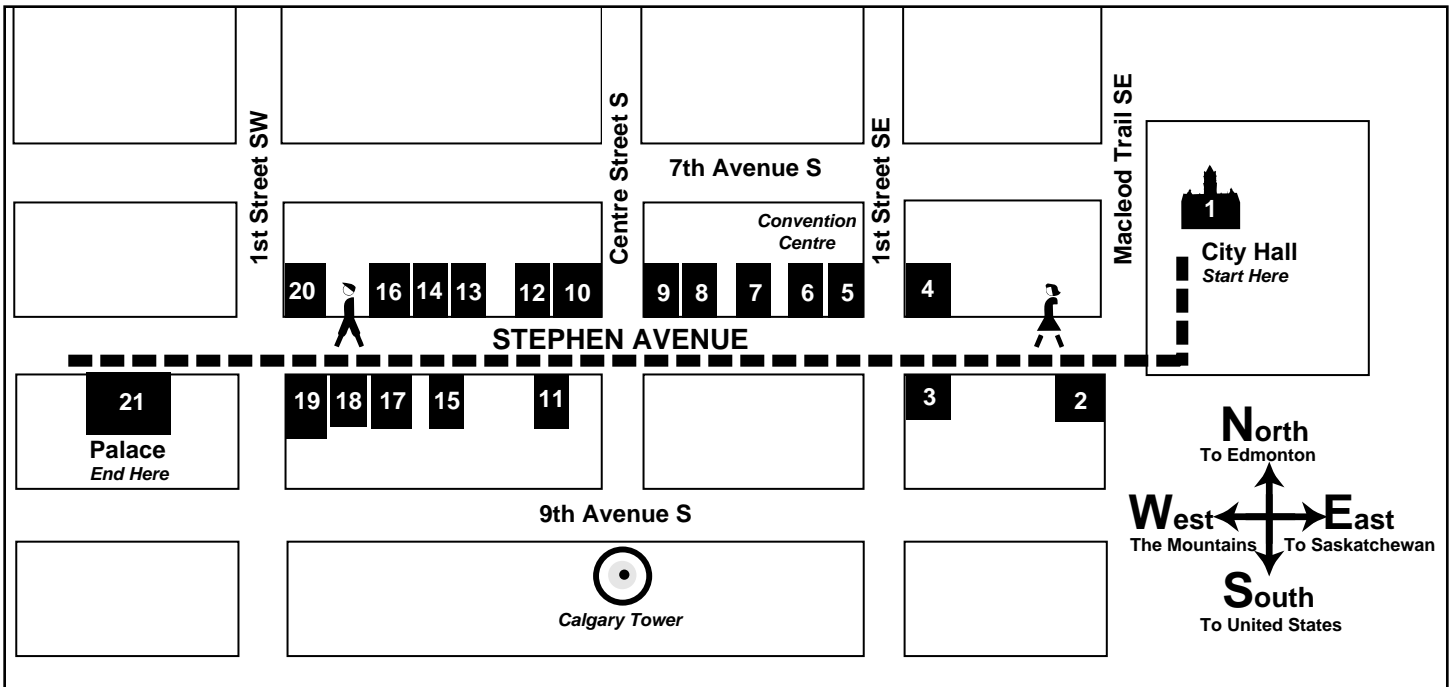 1st Street SW
Centre Street S
1st Street SE
Macleod Trail SE
7th Avenue S
Convention
Centre
1
City Hall
Start Here
20
16
14
13
12
10
9
8
7
6
5
4
STEPHEN AVENUE
21
19
18
17
15
11
3
2
Palace
End Here
9th Avenue S
Calgary Tower
North
To Edmonton
West
The Mountains
East
To Saskatchewan
South
To United States